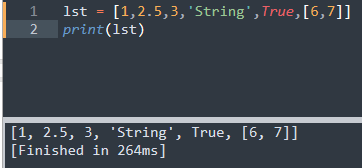 1 lst = [1,2.5,3,'String',True,[6,7]]
2 print(lst)
[1, 2.5, 3, 'String', True, [6, 7]]
[Finished in 264ms]